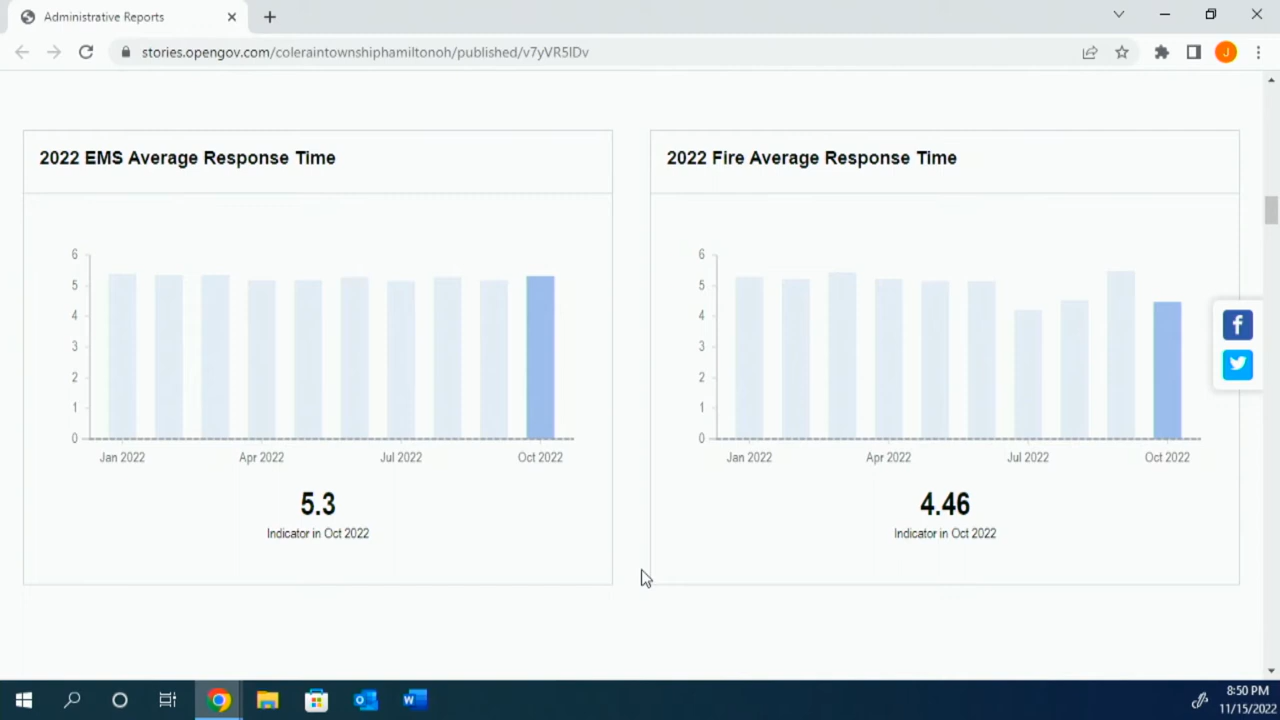 Administrative Reports
stories.opengov.com/coleraintownshiphamiltonoh/published/v7yVR5lDv
J
2022 EMS Average Response Time
6
5
4
3
2
1
0
Jan 2022 Apr 2022 Jul 2022 Oct 2022
5.3
Indicator in Oct 2022
2022 Fire Average Response Time
6
5
4
3
2
1
0
Jan 2022 Apr 2022 Jul 2022 Oct 2022
4.46
Indicator in Oct 2022
8:50 PM
11/15/2022